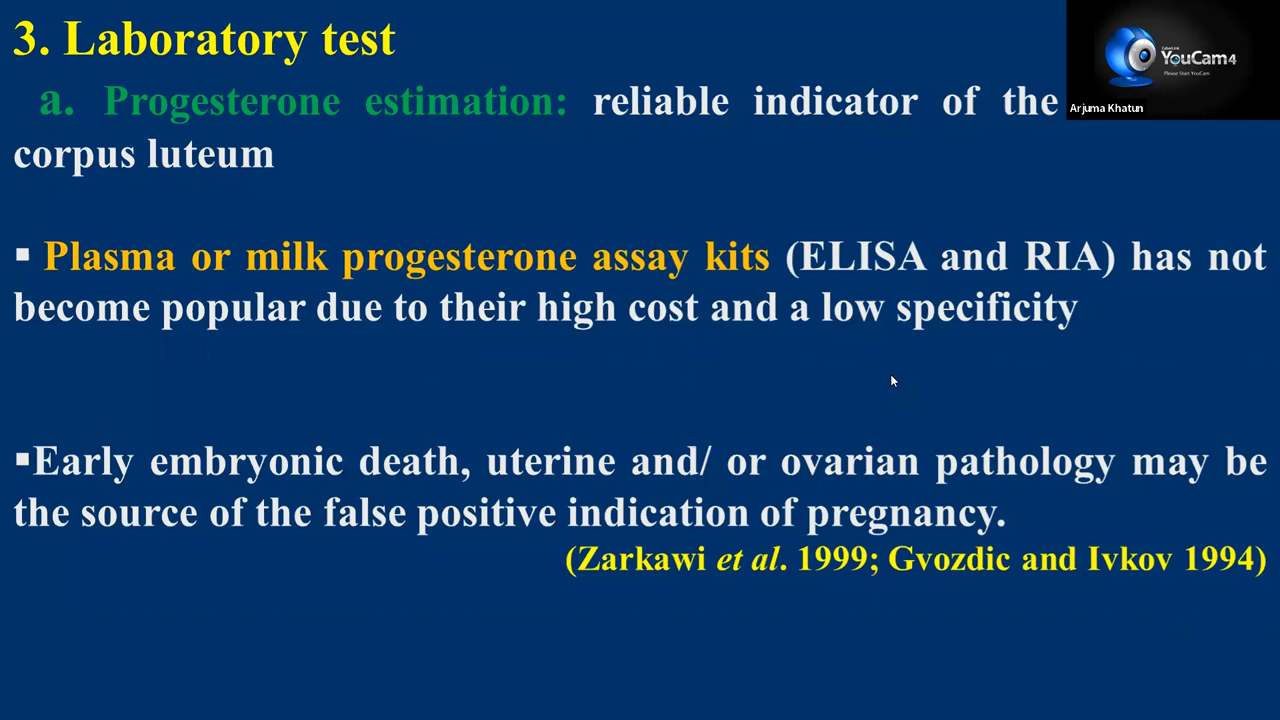 3. Laboratory test
a. Progesterone estimation: reliable indicator of the
corpus luteum
▪ Plasma or milk progesterone assay kits (ELISA and RIA) has not
become popular due to their high cost and a low specificity
▪Early embryonic death, uterine and/ or ovarian pathology may be
the source of the false positive indication of pregnancy.
(Zarkawi et al. 1999; Gvozdic and Ivkov 1994)
CyberLink
YouCam4
Please Start YouCam
Arjuma Khatun